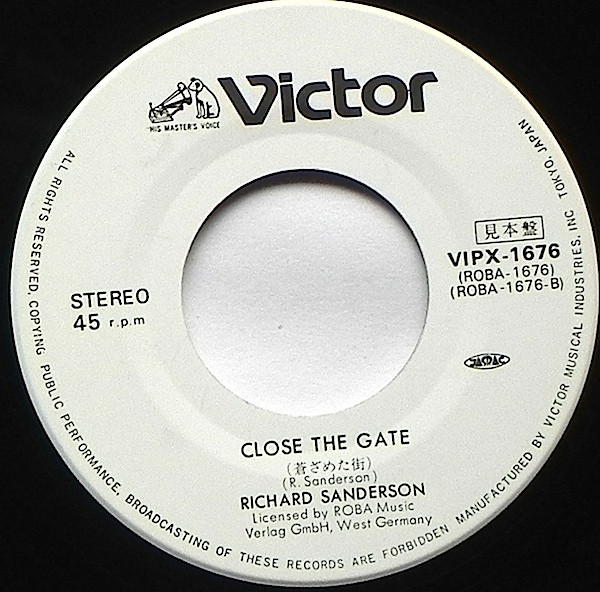 Victor
"HIS MASTER'S VOICE"
見本盤
VIPX-1676
(ROBA-1676)
(ROBA-1676-B)
STEREO
45 r.p.m
JASRAC
CLOSE THE GATE
(蒼ざめた街)
(R. Sanderson)
RICHARD SANDERSON
Licensed by ROBA Music
Verlag GmbH, West Germany
ALL RIGHTS RESERVED. COPYING PUBLIC PERFORMANCE, BROADCASTING OF THESE RECORDS ARE FORBIDDEN MANUFACTURED BY VICTOR MUSICAL INDUSTRIES, INC TOKYO, JAPAN